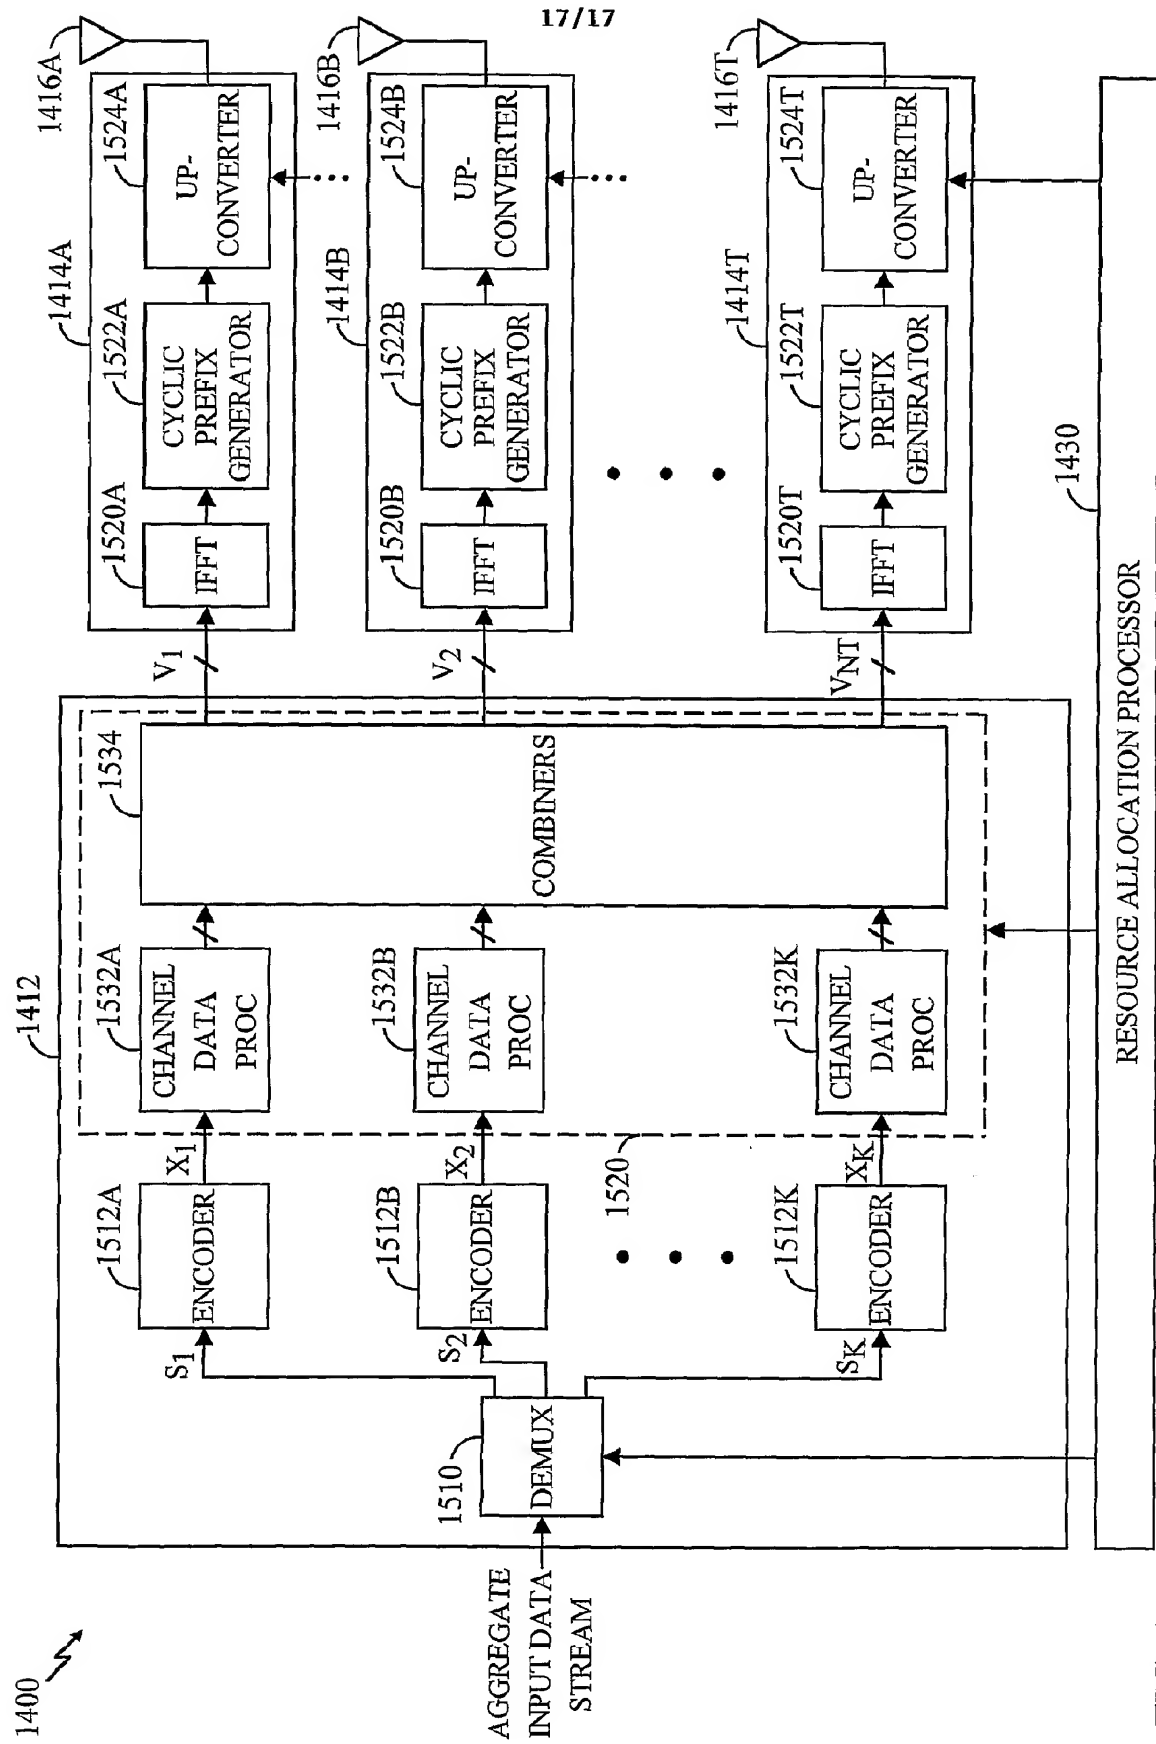 17/17
1400
1412
AGGREGATE
INPUT DATA
STREAM
1510
DEMUX
S1
S2
SK
1512A
ENCODER
1512B
ENCODER
1512K
ENCODER
X1
X2
XK
1520
1532A
CHANNEL
DATA
PROC
1532B
CHANNEL
DATA
PROC
1532K
CHANNEL
DATA
PROC
1534
COMBINERS
V1
V2
VNT
1414A
1520A
IFFT
1522A
CYCLIC
PREFIX
GENERATOR
1524A
UP-
CONVERTER
1416A
1414B
1520B
IFFT
1522B
CYCLIC
PREFIX
GENERATOR
1524B
UP-
CONVERTER
1416B
1414T
1520T
IFFT
1522T
CYCLIC
PREFIX
GENERATOR
1524T
UP-
CONVERTER
1416T
1430
RESOURCE ALLOCATION PROCESSOR